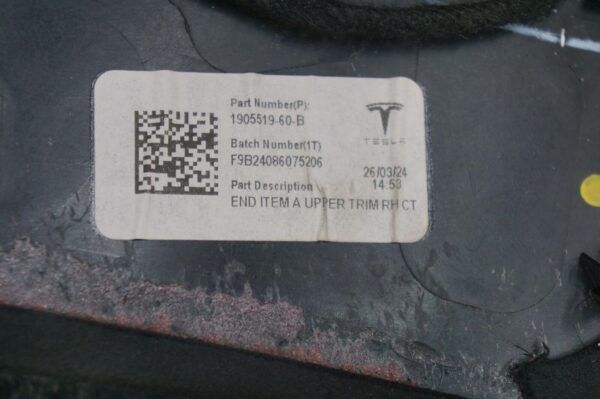 Part Number(P):
1905519-60-B
TESLA
Batch Number(1T)
F9B24086075206
26/03/24
14:53
Part Description
END ITEM A UPPER TRIM RH CT